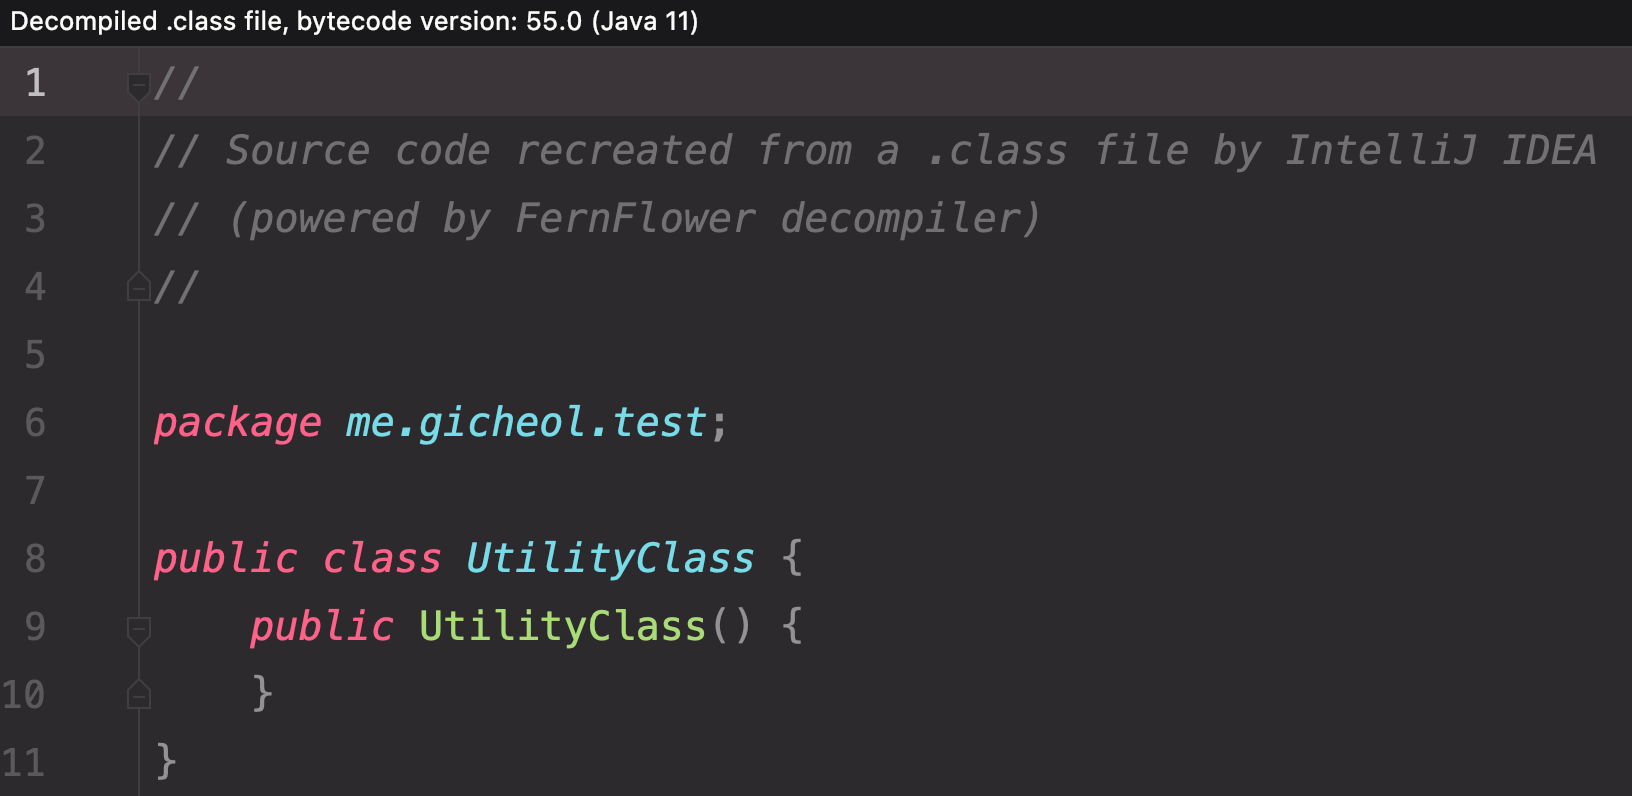 Decompiled .class file, bytecode version: 55.0 (Java 11)
1 //
2 // Source code recreated from a .class file by IntelliJ IDEA
3 // (powered by FernFlower decompiler)
4 //
5
6 package me.gicheol.test;
7
8 public class UtilityClass {
9     public UtilityClass() {
10     }
11 }